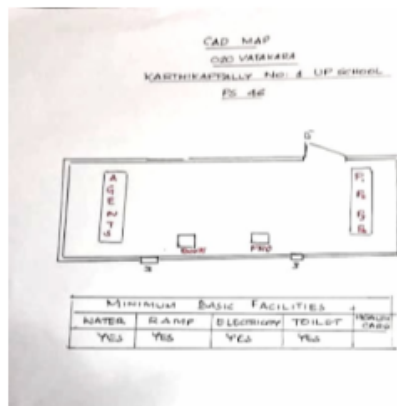 CAD MAP
020 VATAKARA
KARTHIKAPPALLY NO: 1 UP SCHOOL
PS 46
AGENTS
MINIMUM BASIC FACILITIES
WATER RAMP ELECTRICITY TOILET
YES YES YES YES